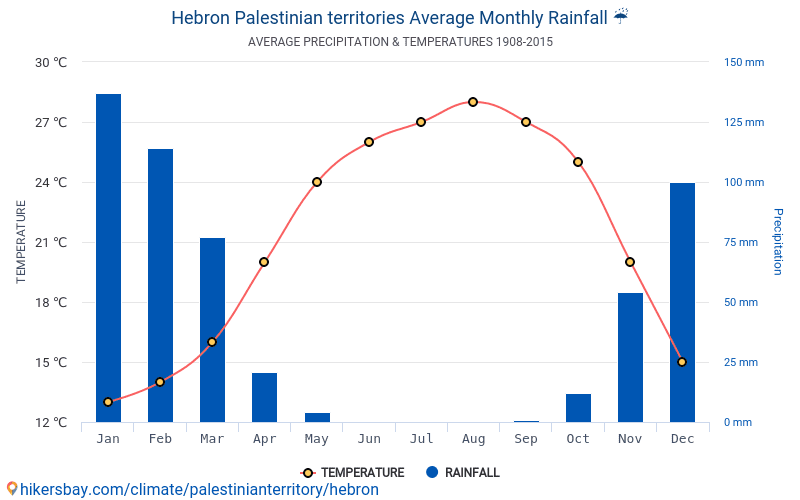 Hebron Palestinian territories Average Monthly Rainfall ☔
AVERAGE PRECIPITATION & TEMPERATURES 1908-2015
30 °C
27 °C
24 °C
21 °C
18 °C
15 °C
12 °C
TEMPERATURE
150 mm
125 mm
100 mm
75 mm
50 mm
25 mm
0 mm
Precipitation
Jan Feb Mar Apr May Jun Jul Aug Sep Oct Nov Dec
TEMPERATURE RAINFALL
hikersbay.com/climate/palestinianterritory/hebron